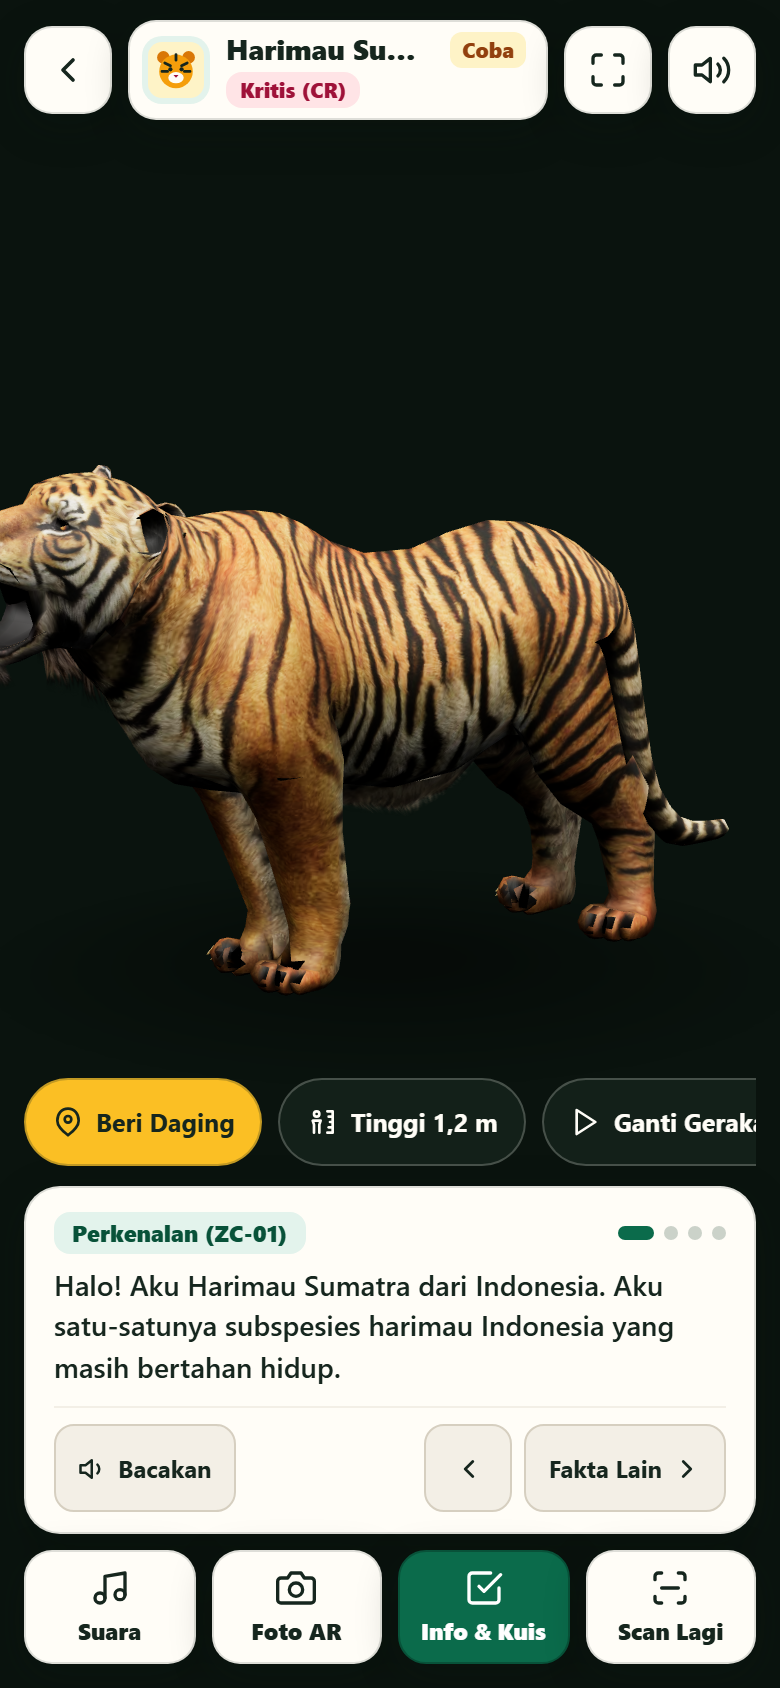 Harimau Su...
Coba
Kritis (CR)
Beri Daging
Tinggi 1,2 m
Ganti Geraka
Perkenalan (ZC-01)
Halo! Aku Harimau Sumatra dari Indonesia. Aku
satu-satunya subspesies harimau Indonesia yang
masih bertahan hidup.
Bacakan
Fakta Lain
Suara
Foto AR
Info & Kuis
Scan Lagi